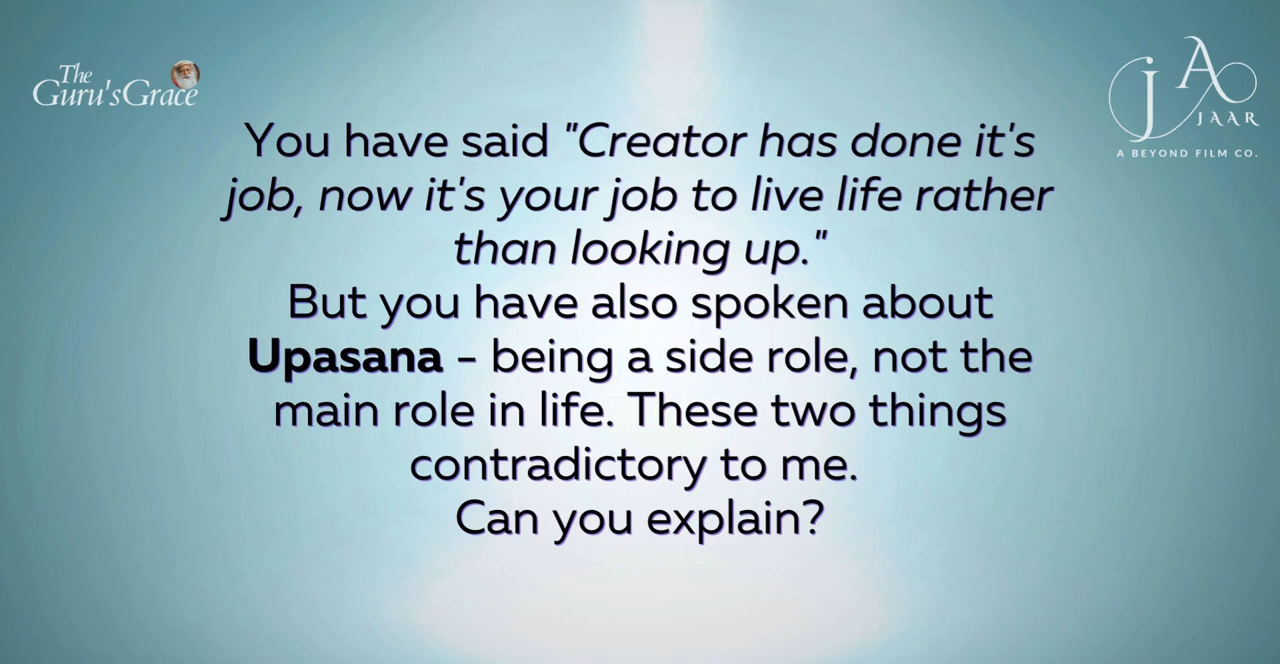 The
Guru'sGrace
jA
JAAR
A BEYOND FILM CO.
You have said "Creator has done it's
job, now it's your job to live life rather
than looking up."
But you have also spoken about
Upasana - being a side role, not the
main role in life. These two things
contradictory to me.
Can you explain?